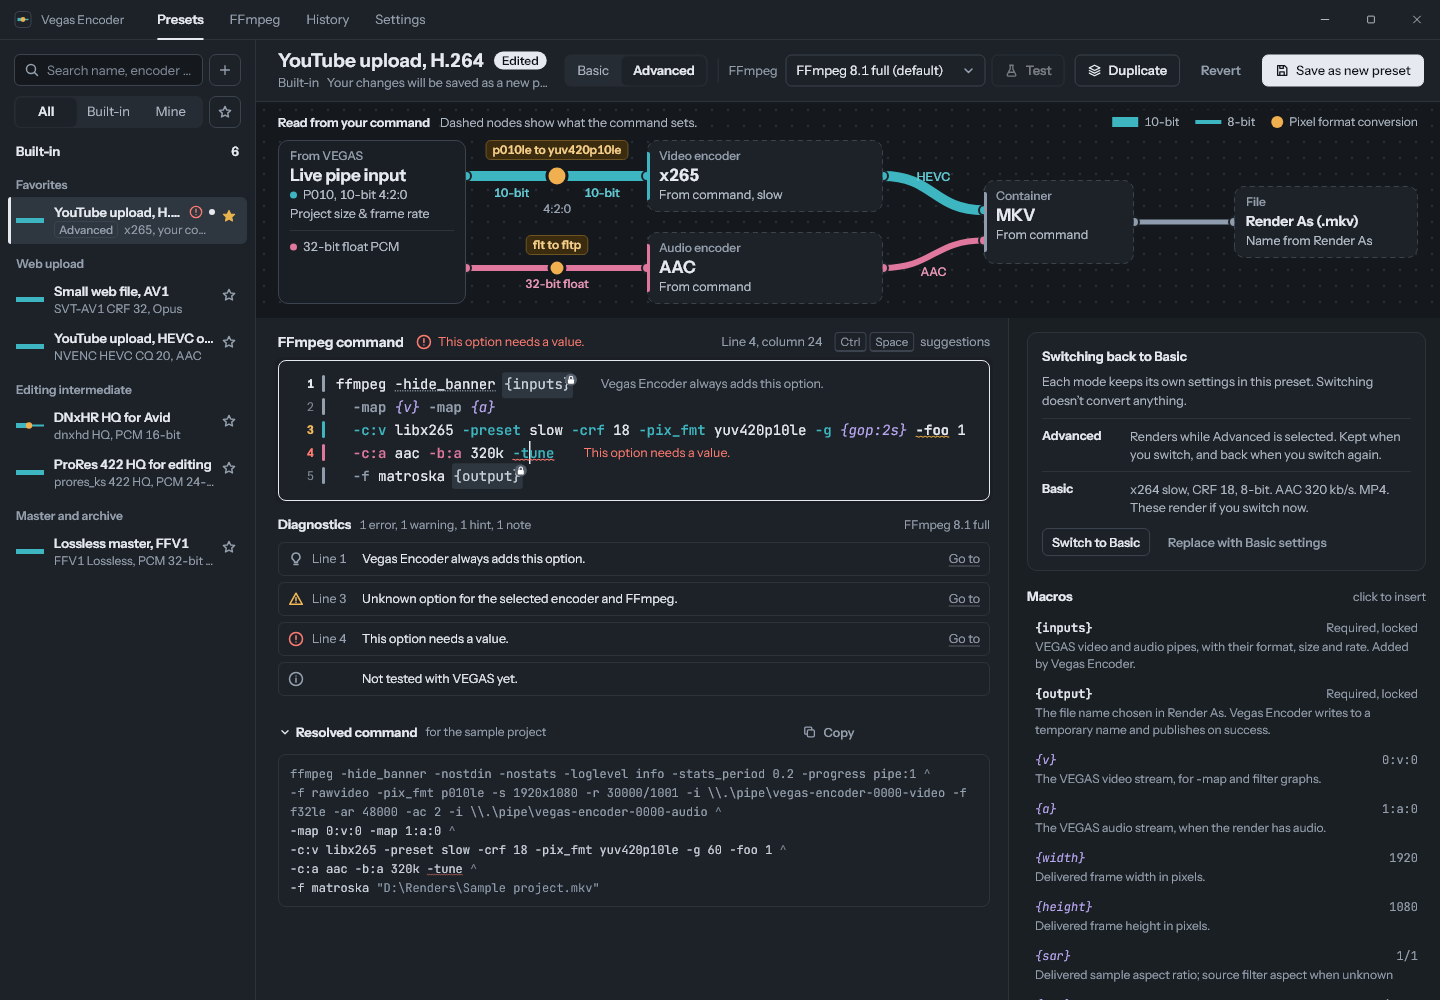 Vegas Encoder
Presets
FFmpeg
History
Settings
Search name, encoder ...
All
Built-in
Mine
Built-in
6
Favorites
YouTube upload, H....
Advanced
x265, your co...
Web upload
Small web file, AV1
SVT-AV1 CRF 32, Opus
YouTube upload, HEVC o...
NVENC HEVC CQ 20, AAC
Editing intermediate
DNxHR HQ for Avid
dnxhd HQ, PCM 16-bit
ProRes 422 HQ for editing
prores_ks 422 HQ, PCM 24-...
Master and archive
Lossless master, FFV1
FFV1 Lossless, PCM 32-bit ...
YouTube upload, H.264
Edited
Built-in
Your changes will be saved as a new p...
Basic
Advanced
FFmpeg
FFmpeg 8.1 full (default)
Test
Duplicate
Revert
Save as new preset
Read from your command
Dashed nodes show what the command sets.
10-bit
8-bit
Pixel format conversion
From VEGAS
Live pipe input
P010, 10-bit 4:2:0
Project size & frame rate
32-bit float PCM
p010le to yuv420p10le
10-bit
10-bit
4:2:0
flt to fltp
32-bit float
Video encoder
x265
From command, slow
Audio encoder
AAC
From command
HEVC
AAC
Container
MKV
From command
File
Render As (.mkv)
Name from Render As
FFmpeg command
This option needs a value.
Line 4, column 24
Ctrl
Space
suggestions
1 ffmpeg -hide_banner {inputs} Vegas Encoder always adds this option.
2 -map {v} -map {a}
3 -c:v libx265 -preset slow -crf 18 -pix_fmt yuv420p10le -g {gop:2s} -foo 1
4 -c:a aac -b:a 320k -tune This option needs a value.
5 -f matroska {output}
Diagnostics
1 error, 1 warning, 1 hint, 1 note
FFmpeg 8.1 full
Line 1
Vegas Encoder always adds this option.
Go to
Line 3
Unknown option for the selected encoder and FFmpeg.
Go to
Line 4
This option needs a value.
Go to
Not tested with VEGAS yet.
Resolved command
for the sample project
Copy
ffmpeg -hide_banner -nostdin -nostats -loglevel info -stats_period 0.2 -progress pipe:1 ^
-f rawvideo -pix_fmt p010le -s 1920x1080 -r 30000/1001 -i \\.\pipe\vegas-encoder-0000-video -f
f32le -ar 48000 -ac 2 -i \\.\pipe\vegas-encoder-0000-audio ^
-map 0:v:0 -map 1:a:0 ^
-c:v libx265 -preset slow -crf 18 -pix_fmt yuv420p10le -g 60 -foo 1 ^
-c:a aac -b:a 320k -tune ^
-f matroska "D:\Renders\Sample project.mkv"
Switching back to Basic
Each mode keeps its own settings in this preset. Switching
doesn't convert anything.
Advanced
Renders while Advanced is selected. Kept when
you switch, and back when you switch again.
Basic
x264 slow, CRF 18, 8-bit. AAC 320 kb/s. MP4.
These render if you switch now.
Switch to Basic
Replace with Basic settings
Macros
click to insert
{inputs}
Required, locked
VEGAS video and audio pipes, with their format, size and rate. Added
by Vegas Encoder.
{output}
Required, locked
The file name chosen in Render As. Vegas Encoder writes to a
temporary name and publishes on success.
{v}
0:v:0
The VEGAS video stream, for -map and filter graphs.
{a}
1:a:0
The VEGAS audio stream, when the render has audio.
{width}
1920
Delivered frame width in pixels.
{height}
1080
Delivered frame height in pixels.
{sar}
1/1
Delivered sample aspect ratio; source filter aspect when unknown